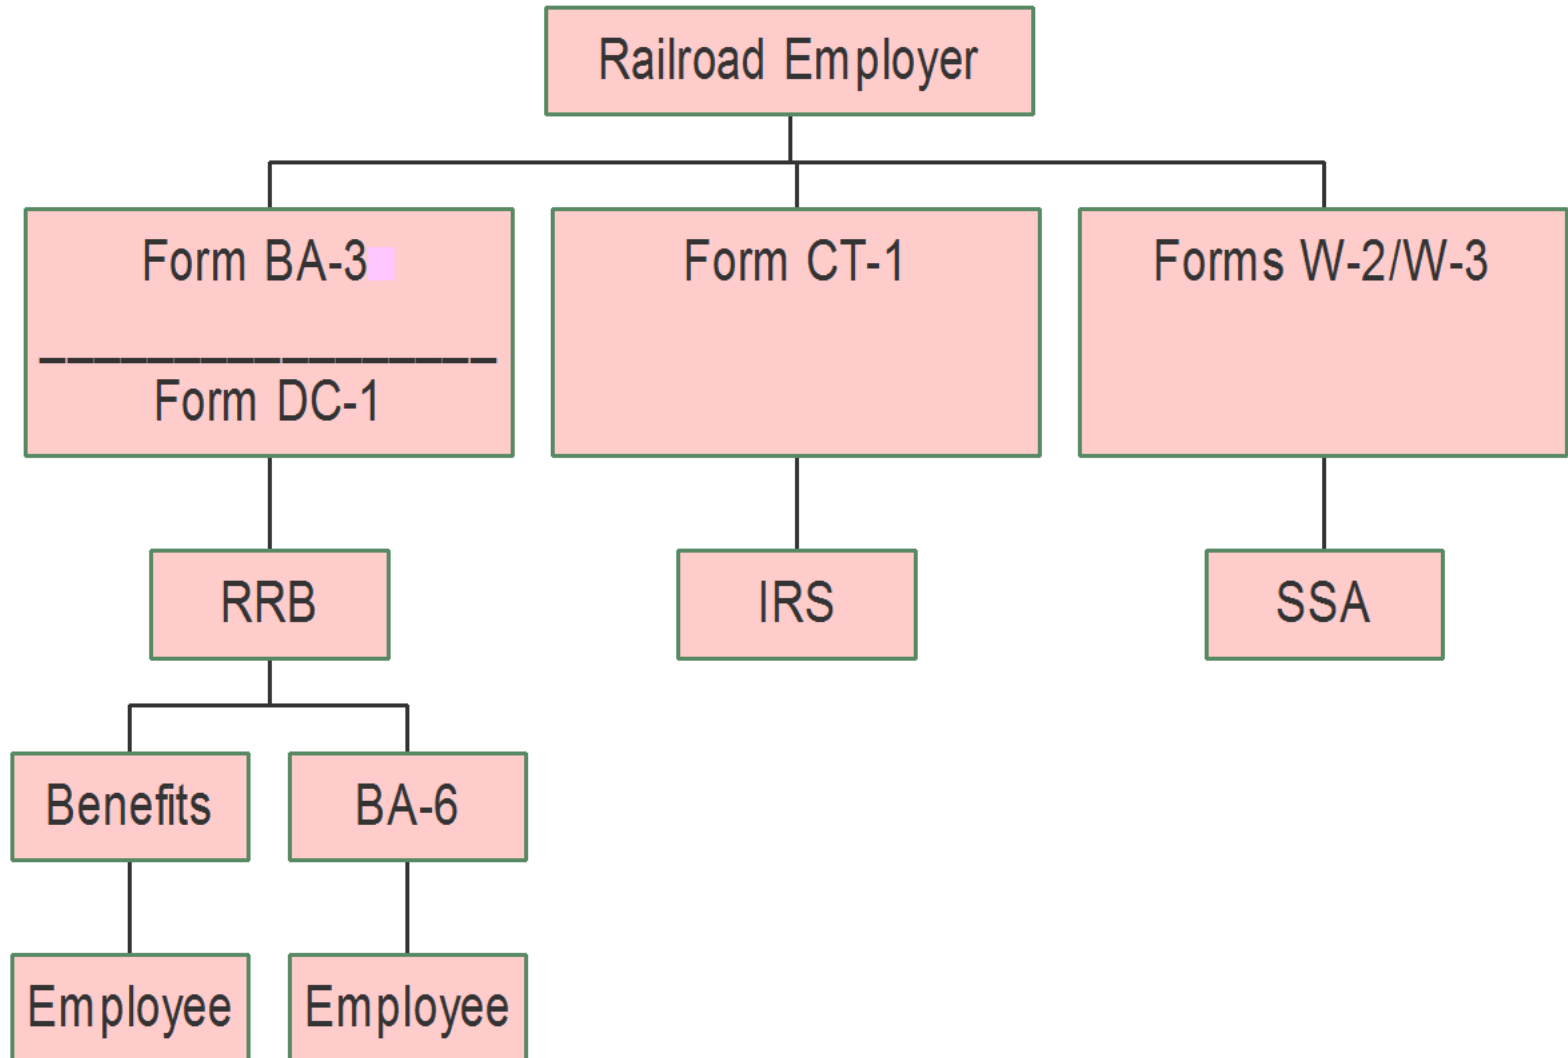 Railroad Employer
Form BA-3
Form CT-1
Forms W-2/W-3
________________
Form DC-1
RRB
IRS
SSA
Benefits
BA-6
Employee
Employee